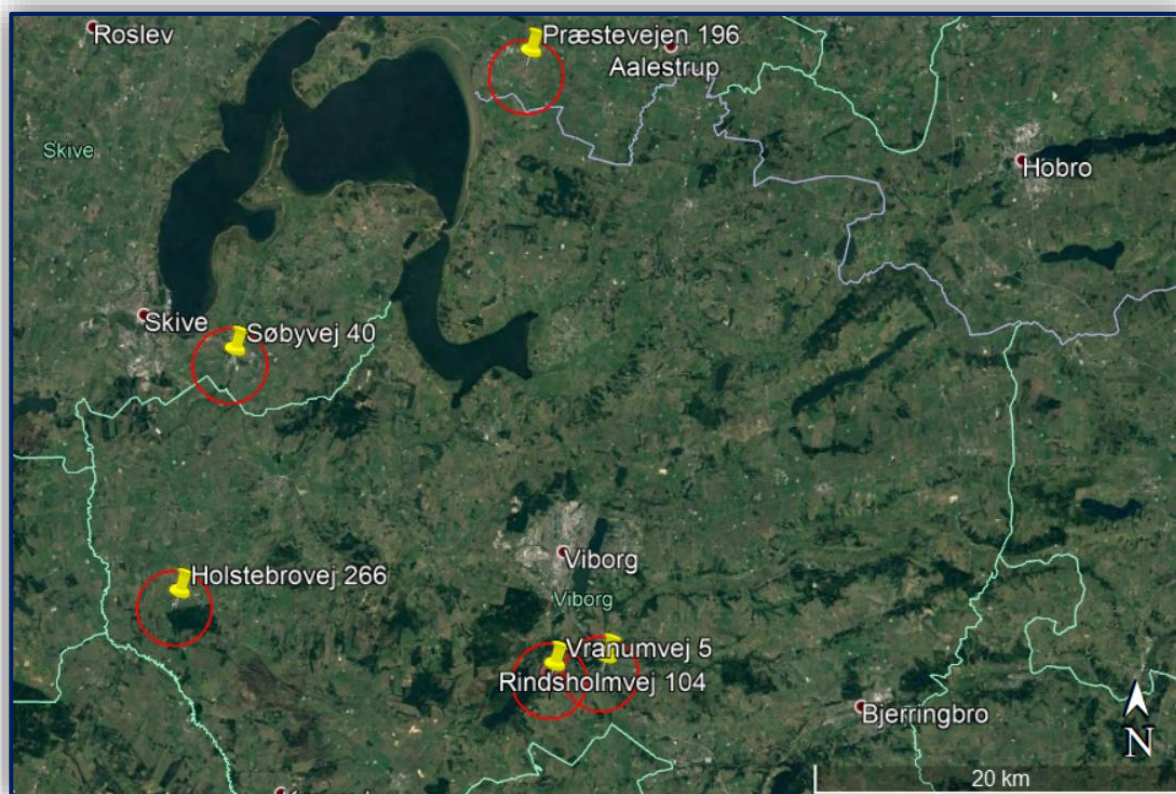 Roslev
Præstevejen 196
Aalestrup
Skive
Hobro
Skive
Søbyvej 40
Viborg
Holstebrovej 266
Viborg
Vranumvej 5
Rindsholmvej 104
Bjerringbro
N
20 km